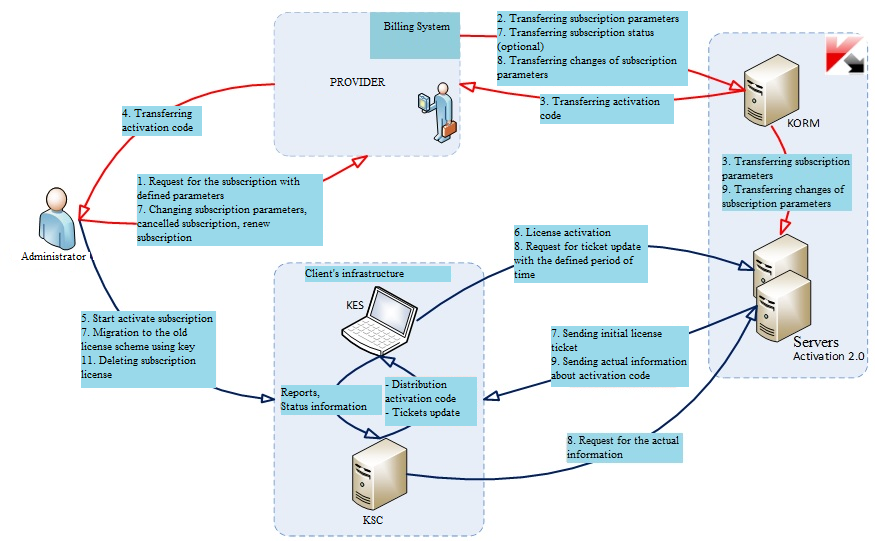 Billing System
PROVIDER
2. Transferring subscription parameters
7. Transferring subscription status
(optional)
8. Transferring changes of subscription
parameters
3. Transferring activation
code
KORM
4. Transferring
activation code
1. Request for the subscription with
defined parameters
7. Changing subscription parameters,
cancelled subscription, renew
subscription
3. Transferring subscription
parameters
9. Transferring changes of
subscription parameters
Administrator
6. License activation
8. Request for ticket update
with the defined period of
time
Client's infrastructure
KES
5. Start activate subscription
7. Migration to the old
license scheme using key
11. Deleting subscription
license
7. Sending initial license
ticket
9. Sending actual information
about activation code
Servers
Activation 2.0
Reports,
Status information
- Distribution
activation code
- Tickets update
8. Request for the actual
information
KSC